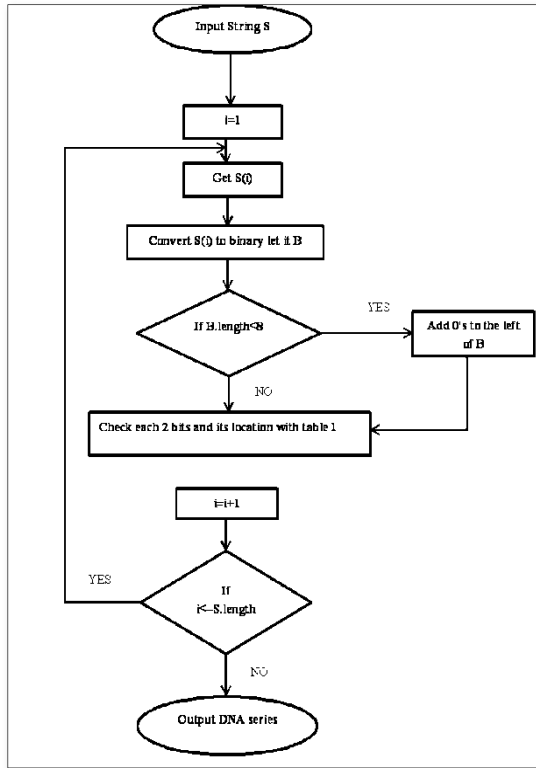 Input String S
i=1
Get S(i)
Convert S(i) to binary let it B
If B.length<8
YES
Add 0's to the left
of B
NO
Check each 2 bits and its location with table 1
i=i+1
YES
If
i<=S.length
NO
Output DNA series